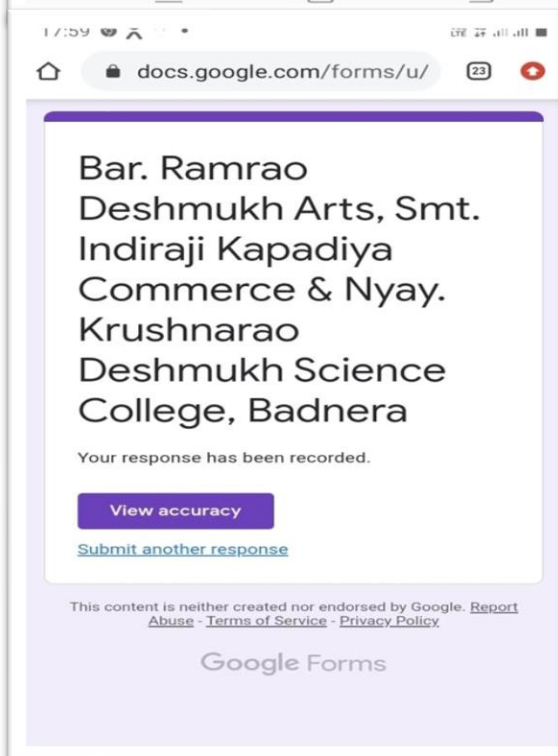 17:59
docs.google.com/forms/u/ 23
Bar. Ramrao
Deshmukh Arts, Smt.
Indiraji Kapadiya
Commerce & Nyay.
Krushnarao
Deshmukh Science
College, Badnera
Your response has been recorded.
View accuracy
Submit another response
This content is neither created nor endorsed by Google. Report
Abuse - Terms of Service - Privacy Policy
Google Forms